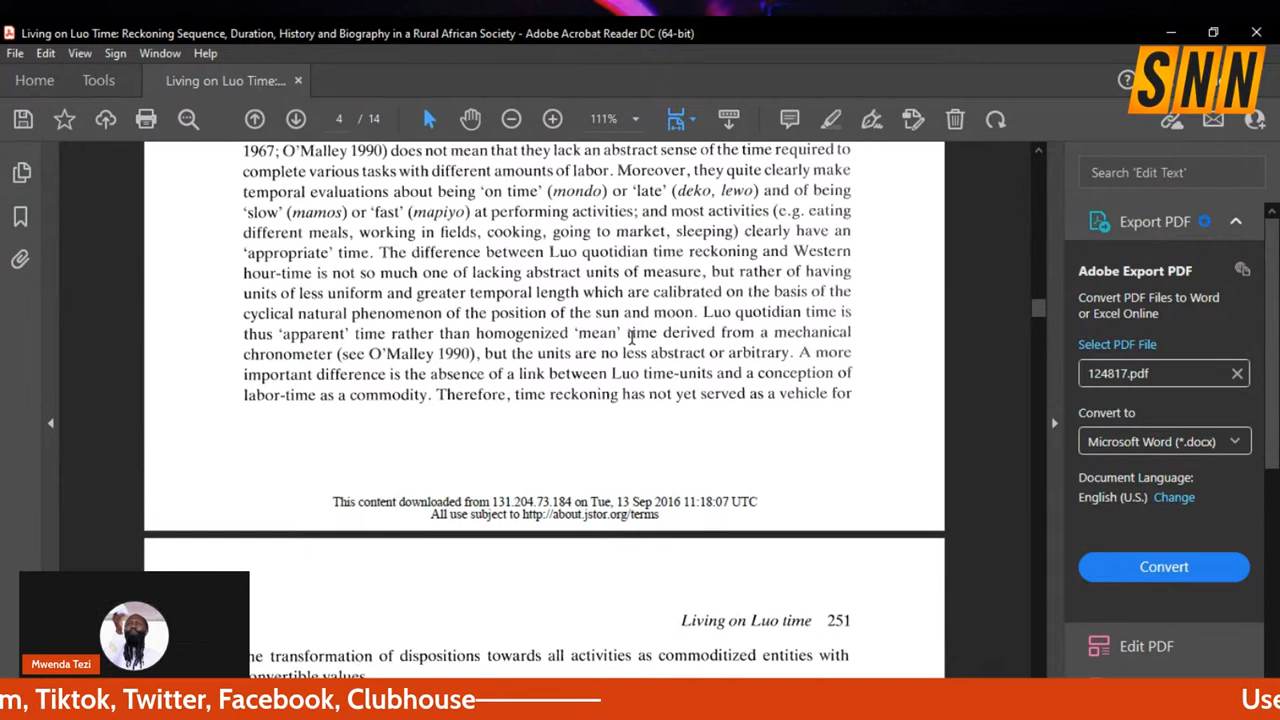 Living on Luo Time: Reckoning Sequence, Duration, History and Biography in a Rural African Society - Adobe Acrobat Reader DC (64-bit)
File Edit View Sign Window Help
SNN
Home Tools Living on Luo Time:...
4 / 14 111%
1967; O’Malley 1990) does not mean that they lack an abstract sense of the time required to
complete various tasks with different amounts of labor. Moreover, they quite clearly make
temporal evaluations about being ‘on time’ (mondo) or ‘late’ (deko, lewo) and of being
‘slow’ (mamos) or ‘fast’ (mapiyo) at performing activities; and most activities (e.g. eating
different meals, working in fields, cooking, going to market, sleeping) clearly have an
‘appropriate’ time. The difference between Luo quotidian time reckoning and Western
hour-time is not so much one of lacking abstract units of measure, but rather of having
units of less uniform and greater temporal length which are calibrated on the basis of the
cyclical natural phenomenon of the position of the sun and moon. Luo quotidian time is
thus ‘apparent’ time rather than homogenized ‘mean’ time derived from a mechanical
chronometer (see O’Malley 1990), but the units are no less abstract or arbitrary. A more
important difference is the absence of a link between Luo time-units and a conception of
labor-time as a commodity. Therefore, time reckoning has not yet served as a vehicle for
This content downloaded from 131.204.73.184 on Tue, 13 Sep 2016 11:18:07 UTC
All use subject to http://about.jstor.org/terms
Living on Luo time 251
he transformation of dispositions towards all activities as commoditized entities with
onvertible values.
Search 'Edit Text'
Export PDF
Adobe Export PDF
Convert PDF Files to Word
or Excel Online
Select PDF File
124817.pdf
Convert to
Microsoft Word (*.docx)
Document Language:
English (U.S.) Change
Convert
Edit PDF
Mwenda Tezi
m, Tiktok, Twitter, Facebook, Clubhouse
Use